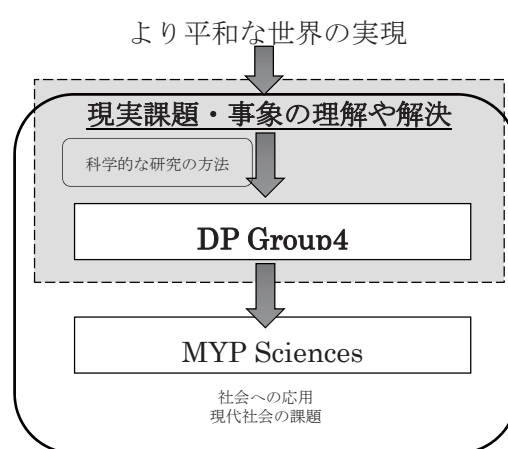 より平和な世界の実現
現実課題・事象の理解や解決
科学的な研究の方法
DP Group4
MYP Sciences
社会への応用
現代社会の課題